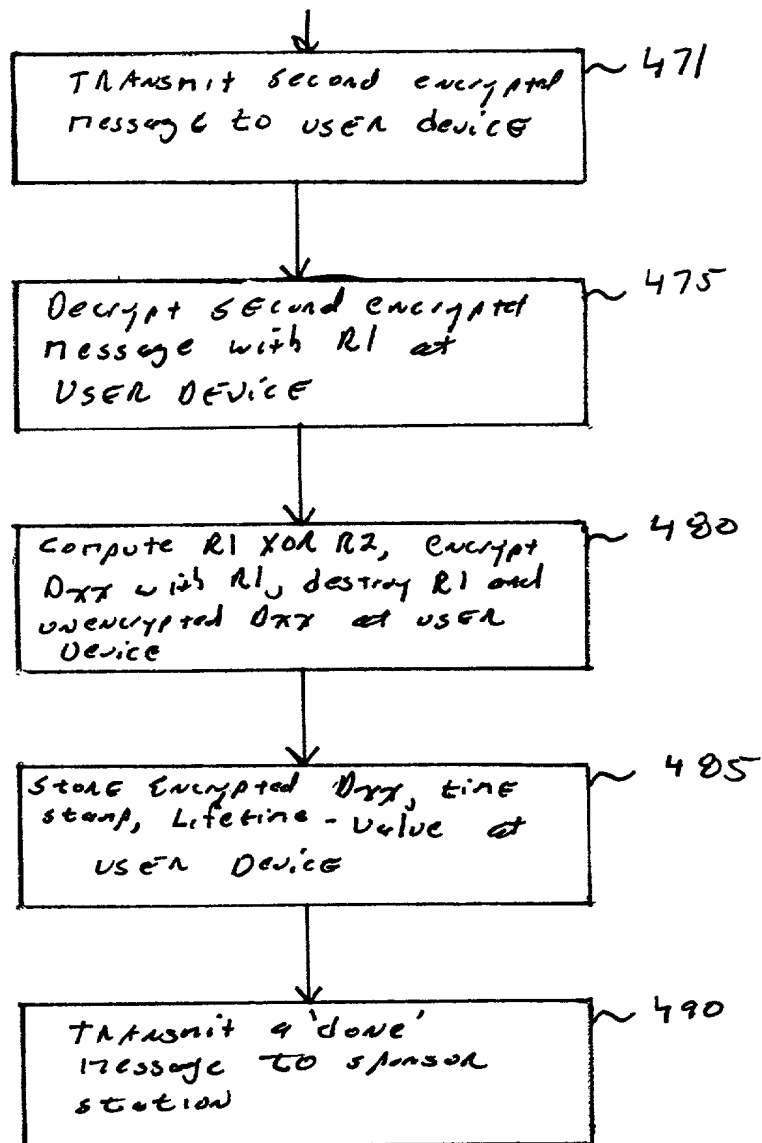 TRANsmit second encrypted
message to USER device
471
Decrypt second encrypted
message with R1 at
USER DEVICE
475
Compute R1 XOR R2, encrypt
Dxx with R1, destroy R1 and
unencrypted Dxx at USER
Device
480
STORE Encrypted Dxx, time
stamp, Lifetime - Value at
USER Device
485
TRANsmit a 'done'
Message TO sponsor
station
490